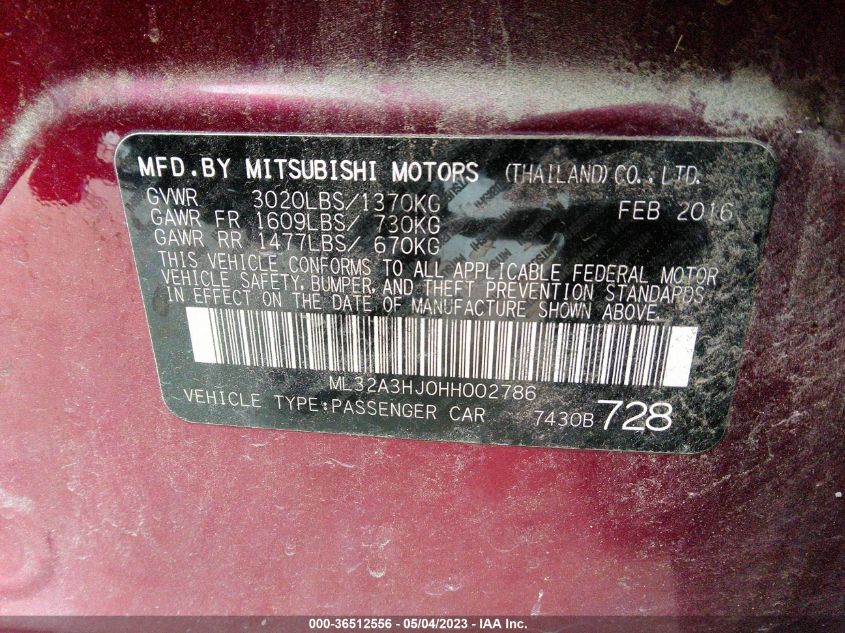 MFD.BY MITSUBISHI MOTORS (THAILAND) CO., LTD.
GVWR 3020LBS/1370KG FEB 2016
GAWR FR 1609LBS/ 730KG
GAWR RR 1477LBS/ 670KG
THIS VEHICLE CONFORMS TO ALL APPLICABLE FEDERAL MOTOR
VEHICLE SAFETY, BUMPER, AND THEFT PREVENTION STANDARDS
IN EFFECT ON THE DATE OF MANUFACTURE SHOWN ABOVE.
ML32A3HJ0HH002786
VEHICLE TYPE:PASSENGER CAR 7430B 728
000-36512556 - 05/04/2023 - IAA Inc.